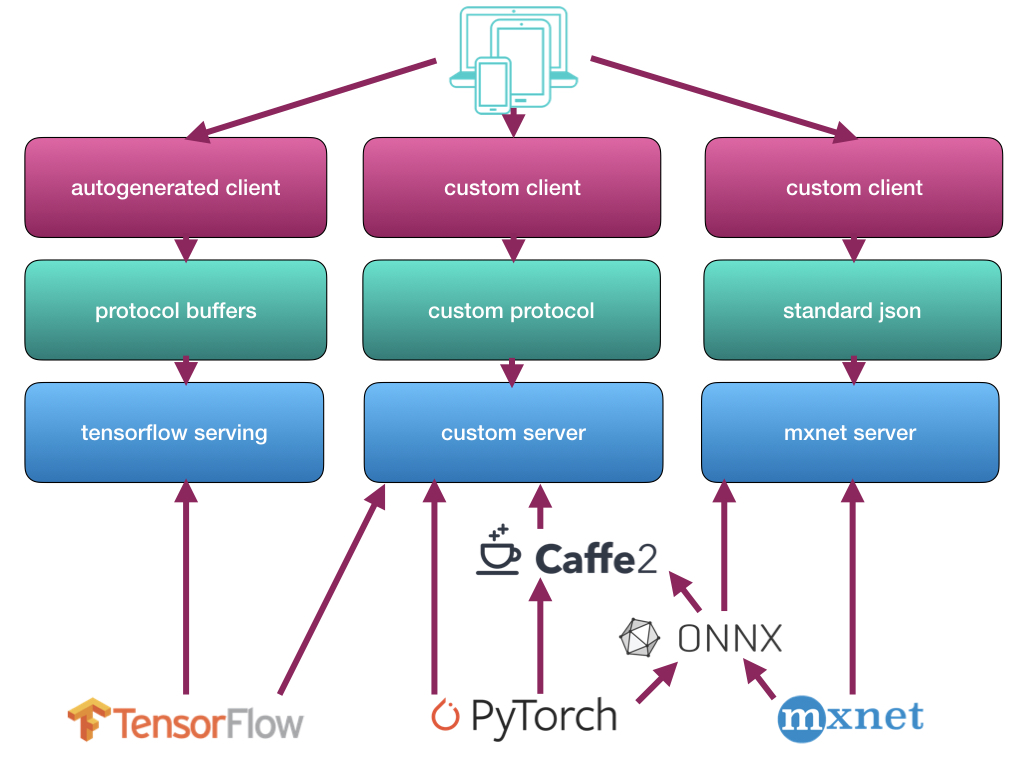 autogenerated client
custom client
custom client
protocol buffers
custom protocol
standard json
tensorflow serving
custom server
mxnet server
Caffe2
ONNX
TensorFlow
PyTorch
mxnet